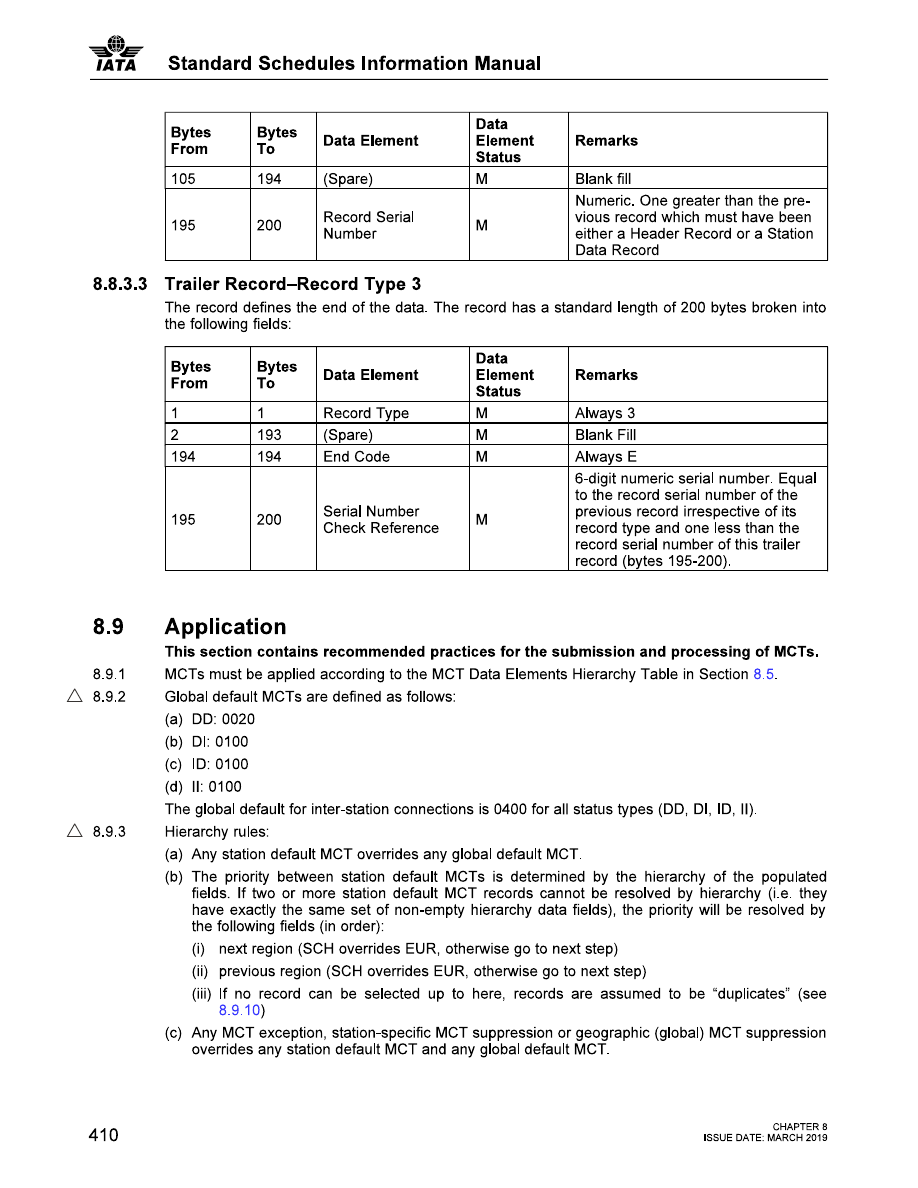 IATA
Standard Schedules Information Manual
Bytes From
Bytes To
Data Element
Data Element Status
Remarks
105 194 (Spare) M Blank fill
195 200 Record Serial Number M Numeric. One greater than the pre-
vious record which must have been
either a Header Record or a Station
Data Record
8.8.3.3 Trailer Record–Record Type 3
The record defines the end of the data. The record has a standard length of 200 bytes broken into
the following fields:
Bytes From
Bytes To
Data Element
Data Element Status
Remarks
1 1 Record Type M Always 3
2 193 (Spare) M Blank Fill
194 194 End Code M Always E
195 200 Serial Number Check Reference M 6-digit numeric serial number. Equal
to the record serial number of the
previous record irrespective of its
record type and one less than the
record serial number of this trailer
record (bytes 195-200).
8.9 Application
This section contains recommended practices for the submission and processing of MCTs.
8.9.1 MCTs must be applied according to the MCT Data Elements Hierarchy Table in Section 8.5.
△ 8.9.2 Global default MCTs are defined as follows:
(a) DD: 0020
(b) DI: 0100
(c) ID: 0100
(d) II: 0100
The global default for inter-station connections is 0400 for all status types (DD, DI, ID, II).
△ 8.9.3 Hierarchy rules:
(a) Any station default MCT overrides any global default MCT.
(b) The priority between station default MCTs is determined by the hierarchy of the populated
fields. If two or more station default MCT records cannot be resolved by hierarchy (i.e. they
have exactly the same set of non-empty hierarchy data fields), the priority will be resolved by
the following fields (in order):
(i) next region (SCH overrides EUR, otherwise go to next step)
(ii) previous region (SCH overrides EUR, otherwise go to next step)
(iii) If no record can be selected up to here, records are assumed to be “duplicates” (see
8.9.10)
(c) Any MCT exception, station-specific MCT suppression or geographic (global) MCT suppression
overrides any station default MCT and any global default MCT.
410
CHAPTER 8
ISSUE DATE: MARCH 2019